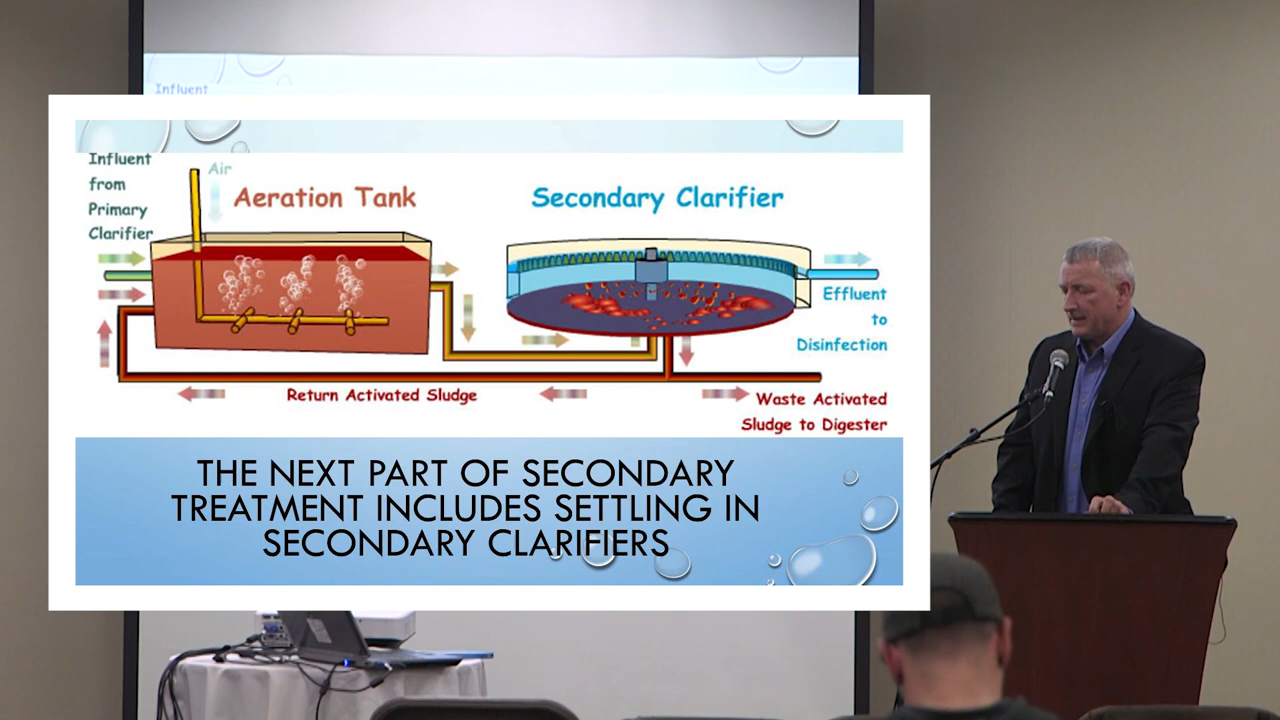 Influent
Influent
from
Primary
Clarifier
Air
Aeration Tank
Secondary Clarifier
Effluent
to
Disinfection
Return Activated Sludge
Waste Activated
Sludge to Digester
THE NEXT PART OF SECONDARY
TREATMENT INCLUDES SETTLING IN
SECONDARY CLARIFIERS